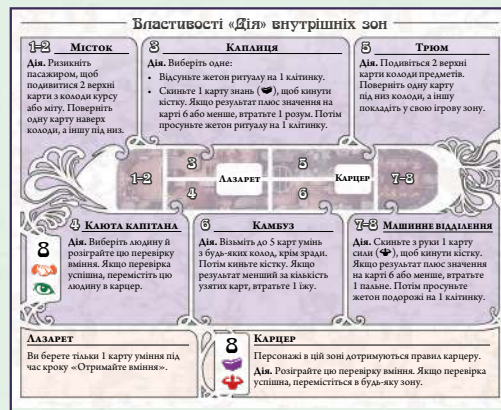 Властивості «Дія» внутрішніх зон
1–2 Місток
Дія. Ризикніть
пасажиром, щоб
подивитися 2 верхні
карти з колоди курсу
або міту. Поверніть
одну карту наверх
колоди, а іншу під низ.
3 Каплиця
Дія. Виберіть одне:
• Відсуньте жетон ритуалу на 1 клітинку.
• Скиньте 1 карту знань ( ), щоб кинути
кістку. Якщо результат плюс значення на
карті 6 або менше, втратьте 1 розум. Потім
просуньте жетон ритуалу на 1 клітинку.
5 Трюм
Дія. Подивіться 2 верхні
карти колоди предметів.
Поверніть одну карту
під низ колоди, а іншу
покладіть у свою ігрову зону.
1–2
3
4
Лазарет
5
6
Карцер
7–8
4 Каюта капітана
8
Дія. Виберіть людину й
розіграйте цю перевірку
вміння. Якщо перевірка
успішна, перемістіть цю
людину в карцер.
6 Камбуз
Дія. Візьміть до 5 карт умінь
з будь-яких колод, крім зради.
Потім киньте кістку. Якщо
результат менший за кількість
узятих карт, втратьте 1 їжу.
7–8 Машинне відділення
Дія. Скиньте з руки 1 карту
сили ( ), щоб кинути кістку.
Якщо результат плюс значення
на карті 6 або менше, втратьте
1 пальне. Потім просуньте
жетон подорожі на 1 клітинку.
Лазарет
Ви берете тільки 1 карту уміння під
час кроку «Отримайте вміння».
8
Карцер
Персонажі в цій зоні дотримуються правил карцеру.
Дія. Розіграйте цю перевірку вміння. Якщо перевірка
успішна, перемістіться в будь-яку зону.